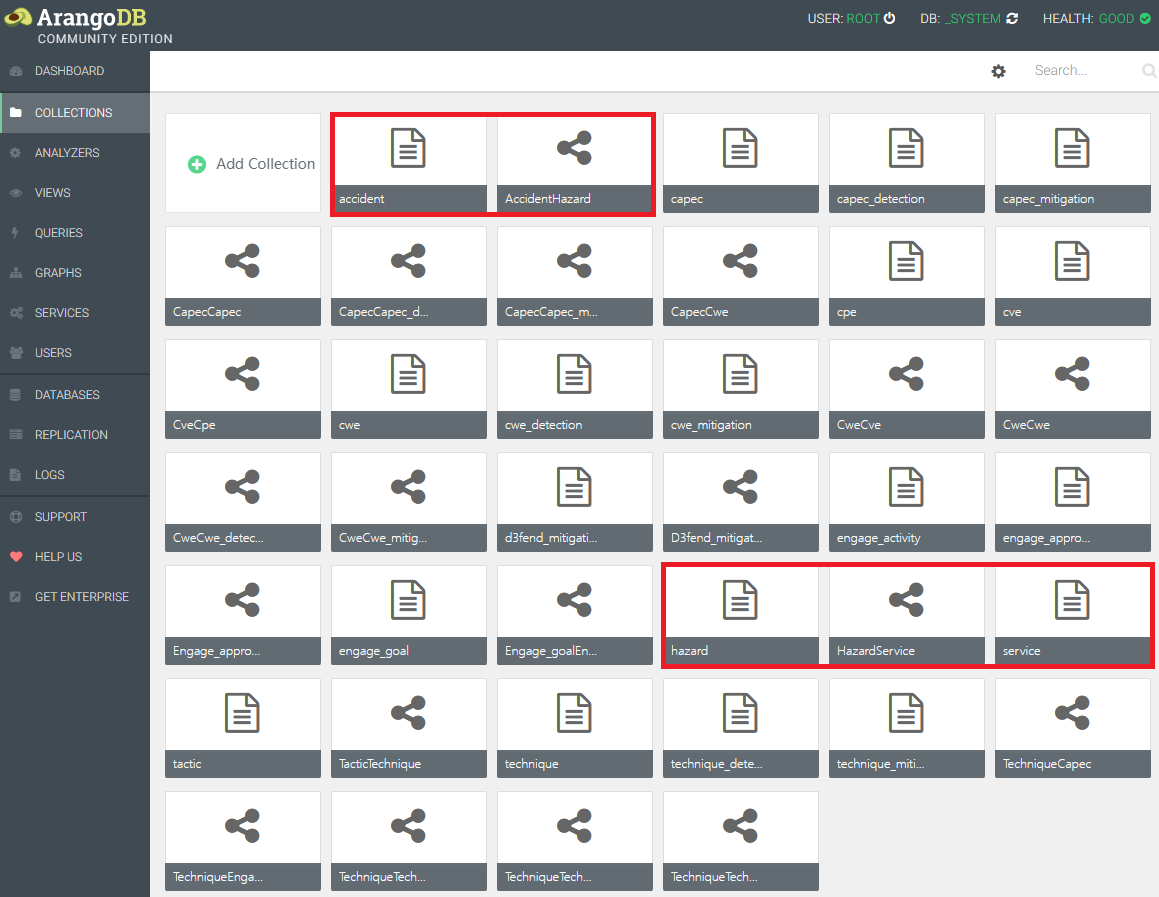 ArangoDB
COMMUNITY EDITION
USER: ROOT
DB: _SYSTEM
HEALTH: GOOD
DASHBOARD
COLLECTIONS
ANALYZERS
VIEWS
QUERIES
GRAPHS
SERVICES
USERS
DATABASES
REPLICATION
LOGS
SUPPORT
HELP US
GET ENTERPRISE
Search...
Add Collection
accident
AccidentHazard
capec
capec_detection
capec_mitigation
CapecCapec
CapecCapec_d...
CapecCapec_m...
CapecCwe
cpe
cve
CveCpe
cwe
cwe_detection
cwe_mitigation
CweCve
CweCwe
CweCwe_detec...
CweCwe_mitig...
d3fend_mitigati...
D3fend_mitigat...
engage_activity
engage_appro...
Engage_appro...
engage_goal
Engage_goalEn...
hazard
HazardService
service
tactic
TacticTechnique
technique
technique_dete...
technique_miti...
TechniqueCapec
TechniqueEnga...
TechniqueTech...
TechniqueTech...
TechniqueTech...